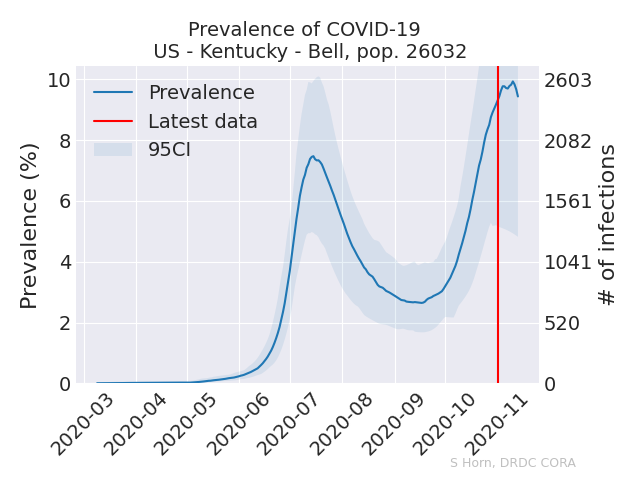 Prevalence of COVID-19
US - Kentucky - Bell, pop. 26032
Prevalence
Latest data
95CI
Prevalence (%)
10
8
6
4
2
0
2603
2082
1561
1041
520
0
# of infections
2020-03
2020-04
2020-05
2020-06
2020-07
2020-08
2020-09
2020-10
2020-11
S Horn, DRDC CORA